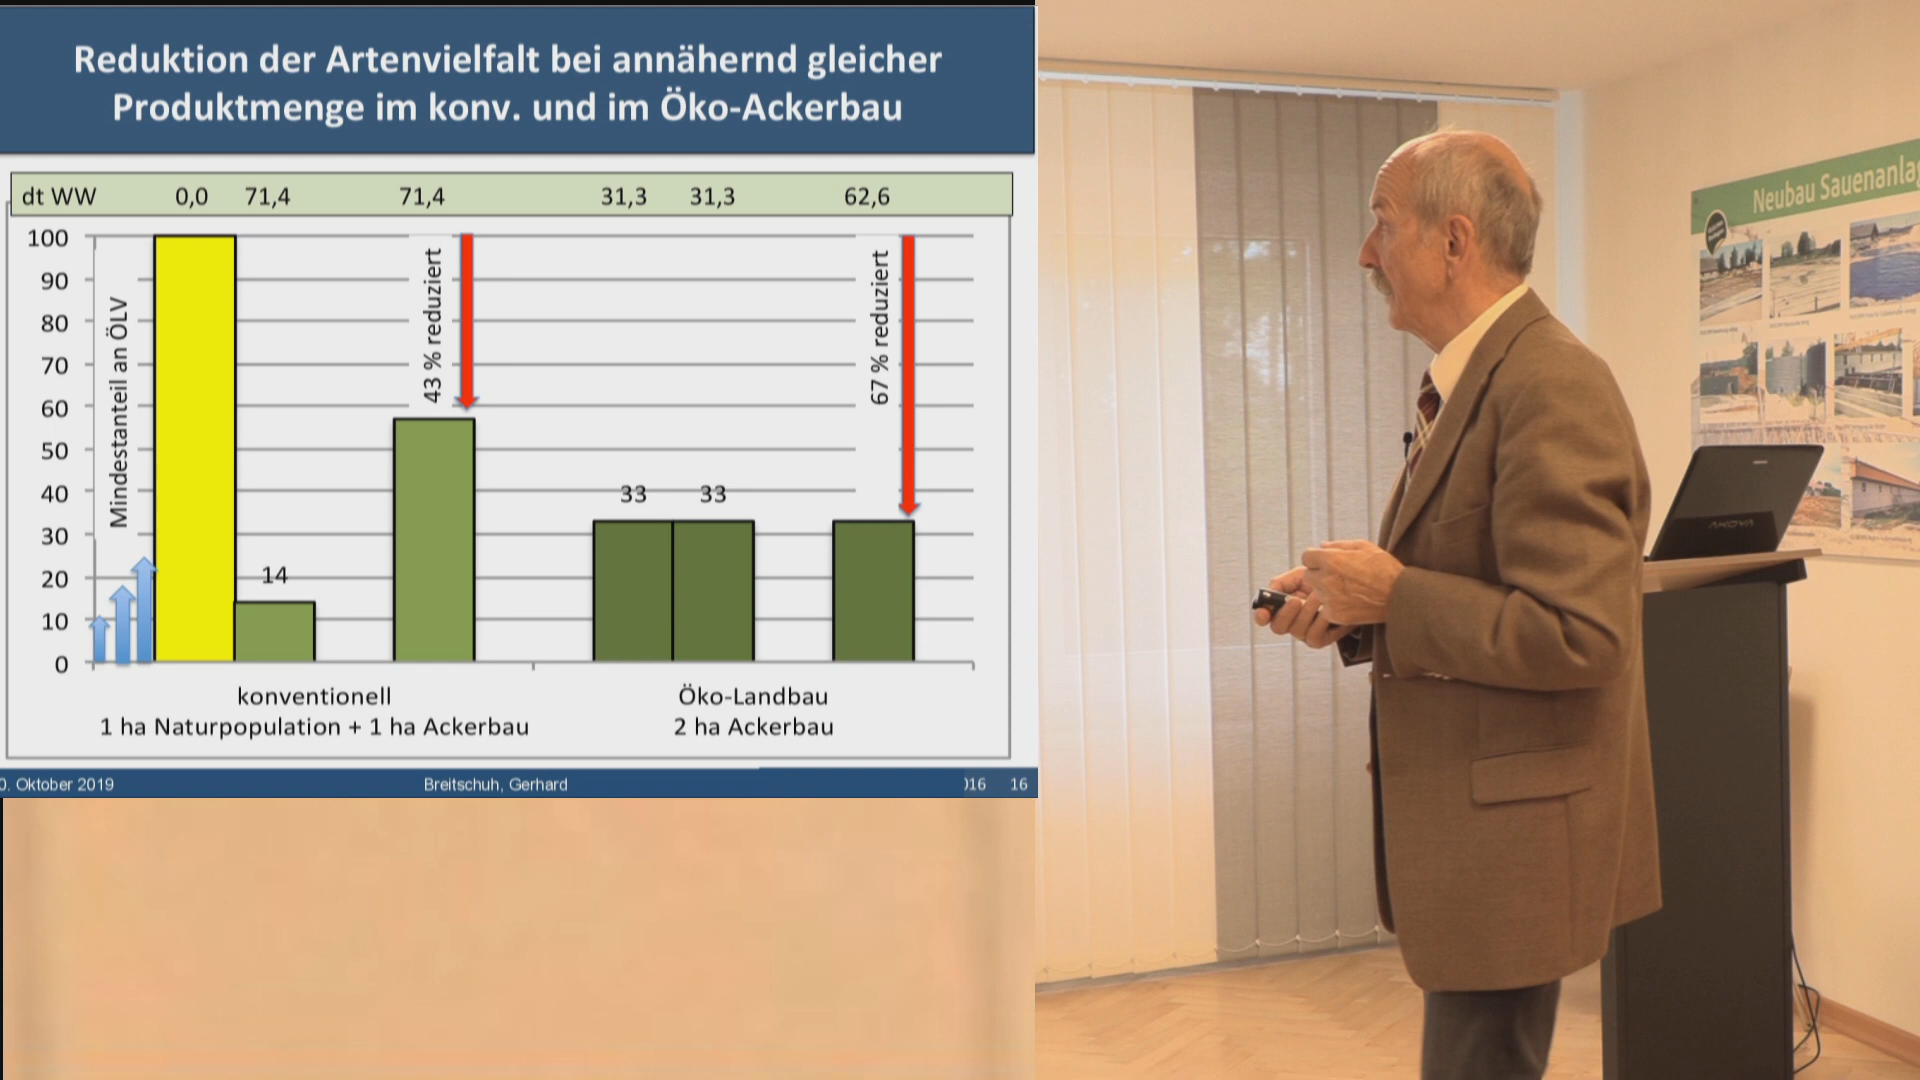 Reduktion der Artenvielfalt bei annähernd gleicher
Produktmenge im konv. und im Öko-Ackerbau
dt WW 0,0 71,4 71,4 31,3 31,3 62,6
100
90
80
70
60
50
40
30
20
10
0
Mindestanteil an ÖLV
14
43 % reduziert
33 33
67 % reduziert
konventionell
1 ha Naturpopulation + 1 ha Ackerbau
Öko-Landbau
2 ha Ackerbau
0. Oktober 2019 Breitschuh, Gerhard 016 16
Neubau Sauenanla
AKOYA